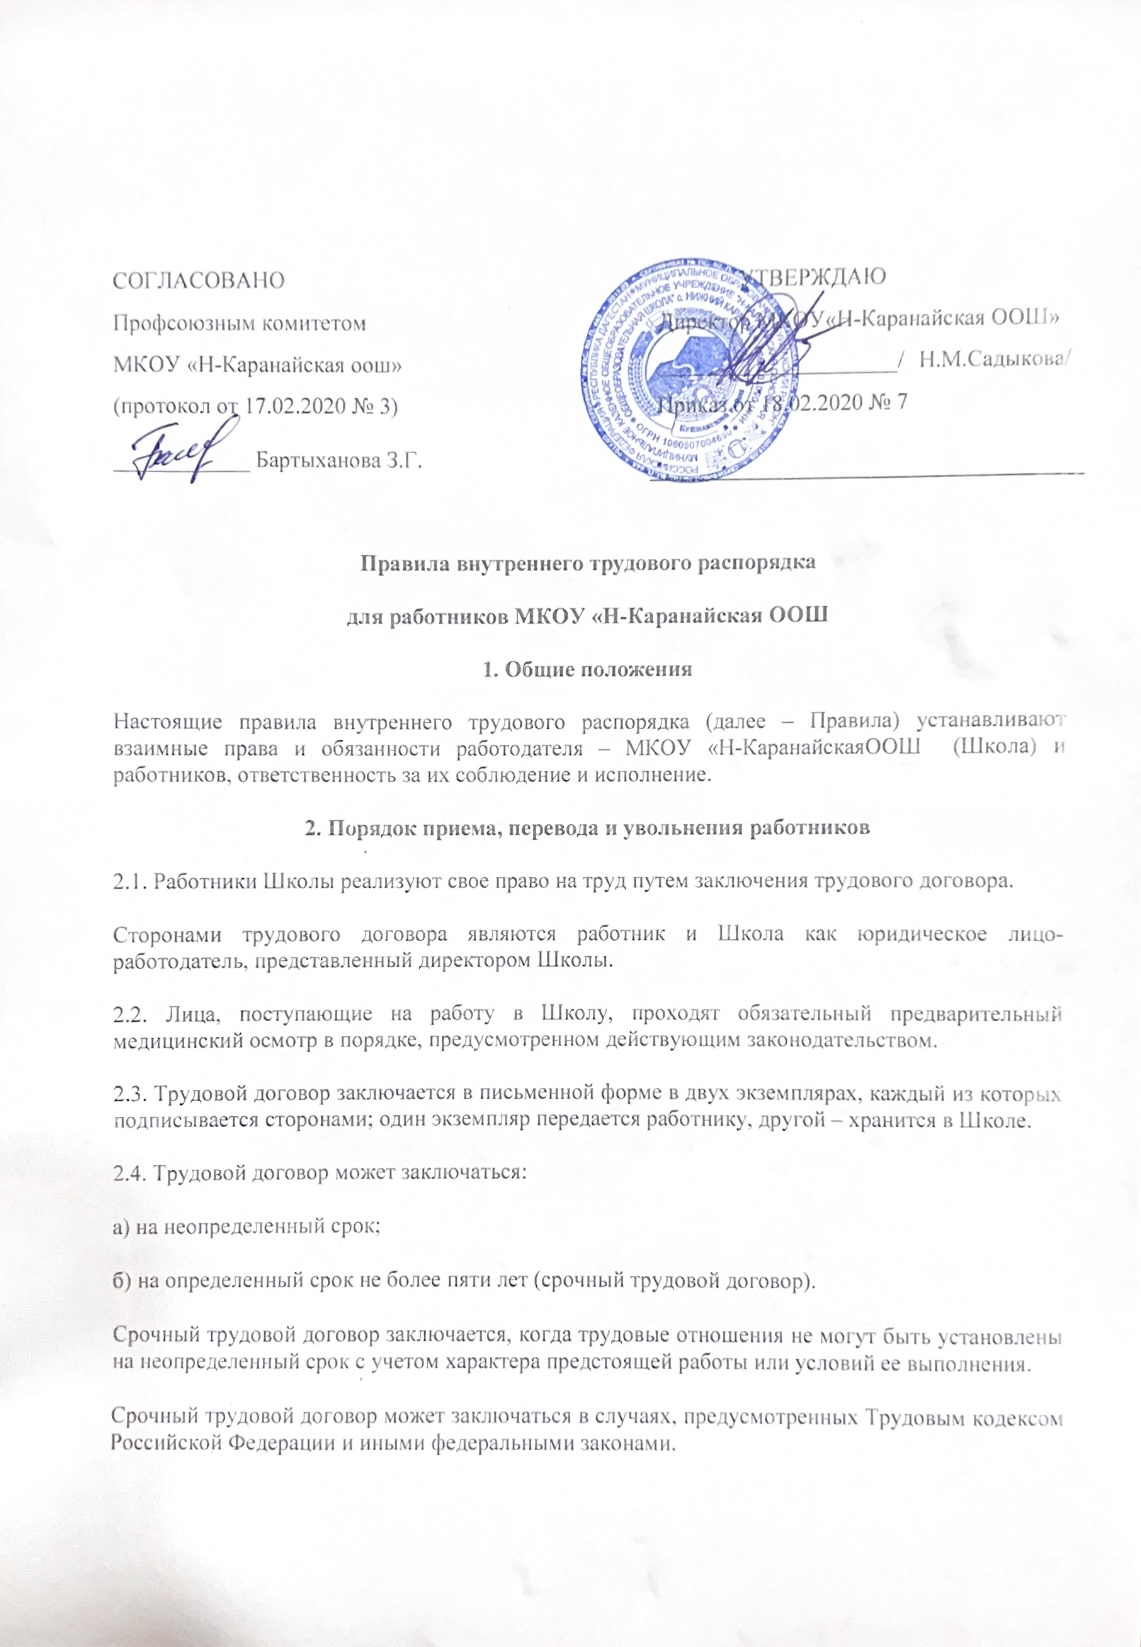 СОГЛАСОВАНО
Профсоюзным комитетом
МКОУ «Н-Каранайская оош»
(протокол от 17.02.2020 № 3)
Бартыханова З.Г.
УТВЕРЖДАЮ
Директор МКОУ«Н-Каранайская ООШ»
/ Н.М.Садыкова/
Приказ от 18.02.2020 № 7
ОГРН
Правила внутреннего трудового распорядка
для работников МКОУ «Н-Каранайская ООШ
1. Общие положения
Настоящие правила внутреннего трудового распорядка (далее – Правила) устанавливают
взаимные права и обязанности работодателя – МКОУ «Н-КаранайскаяООШ (Школа) и
работников, ответственность за их соблюдение и исполнение.
2. Порядок приема, перевода и увольнения работников
2.1. Работники Школы реализуют свое право на труд путем заключения трудового договора.
Сторонами трудового договора являются работник и Школа как юридическое лицо-
работодатель, представленный директором Школы.
2.2. Лица, поступающие на работу в Школу, проходят обязательный предварительный
медицинский осмотр в порядке, предусмотренном действующим законодательством.
2.3. Трудовой договор заключается в письменной форме в двух экземплярах, каждый из которых
подписывается сторонами; один экземпляр передается работнику, другой – хранится в Школе.
2.4. Трудовой договор может заключаться:
а) на неопределенный срок;
б) на определенный срок не более пяти лет (срочный трудовой договор).
Срочный трудовой договор заключается, когда трудовые отношения не могут быть установлены
на неопределенный срок с учетом характера предстоящей работы или условий ее выполнения.
Срочный трудовой договор может заключаться в случаях, предусмотренных Трудовым кодексом
Российской Федерации и иными федеральными законами.